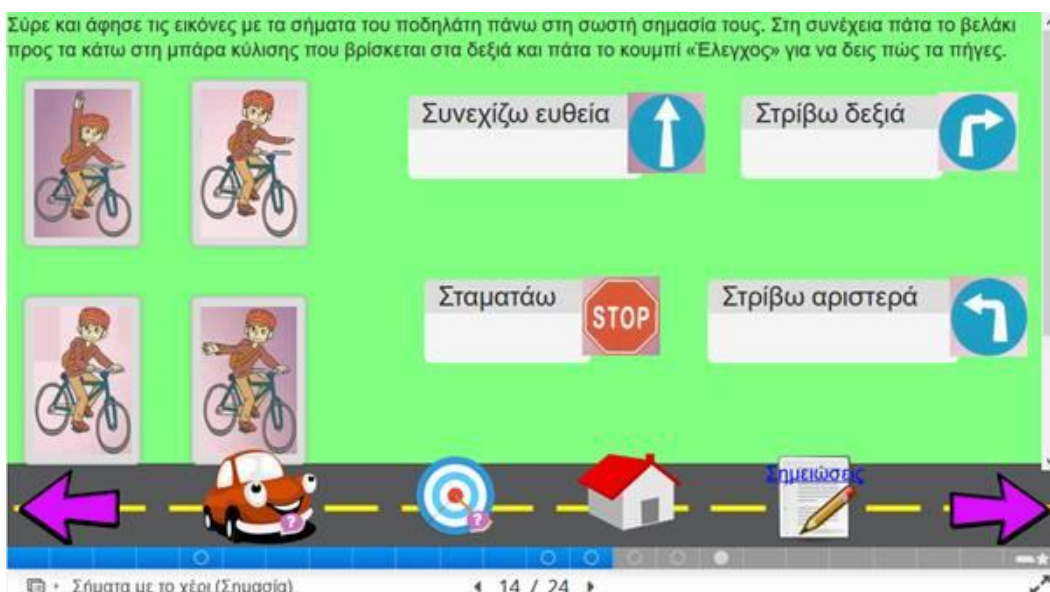 Σύρε και άφησε τις εικόνες με τα σήματα του ποδηλάτη πάνω στη σωστή σημασία τους. Στη συνέχεια πάτα το βελάκι
προς τα κάτω στη μπάρα κύλισης που βρίσκεται στα δεξιά και πάτα το κουμπί «Έλεγχος» για να δεις πώς τα πήγες.
Συνεχίζω ευθεία
Στρίβω δεξιά
Σταματάω
STOP
Στρίβω αριστερά
Σημειώσεις
?
?
Σήματα με το χέρι (Σημασία)
14 / 24